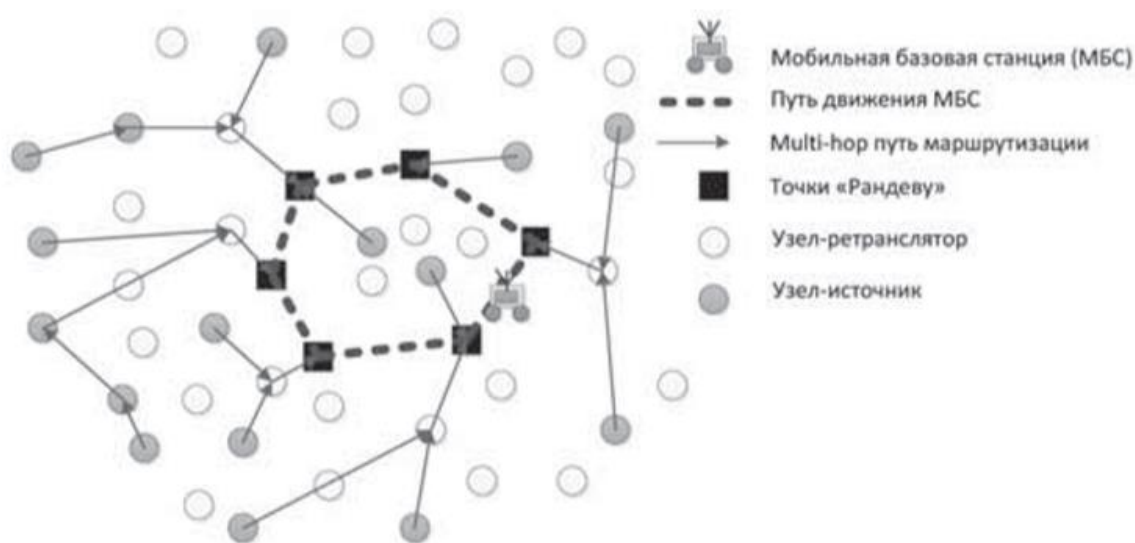 Мобильная базовая станция (МБС)
Путь движения МБС
Multi-hop путь маршрутизации
Точки «Рандеву»
Узел-ретранслятор
Узел-источник